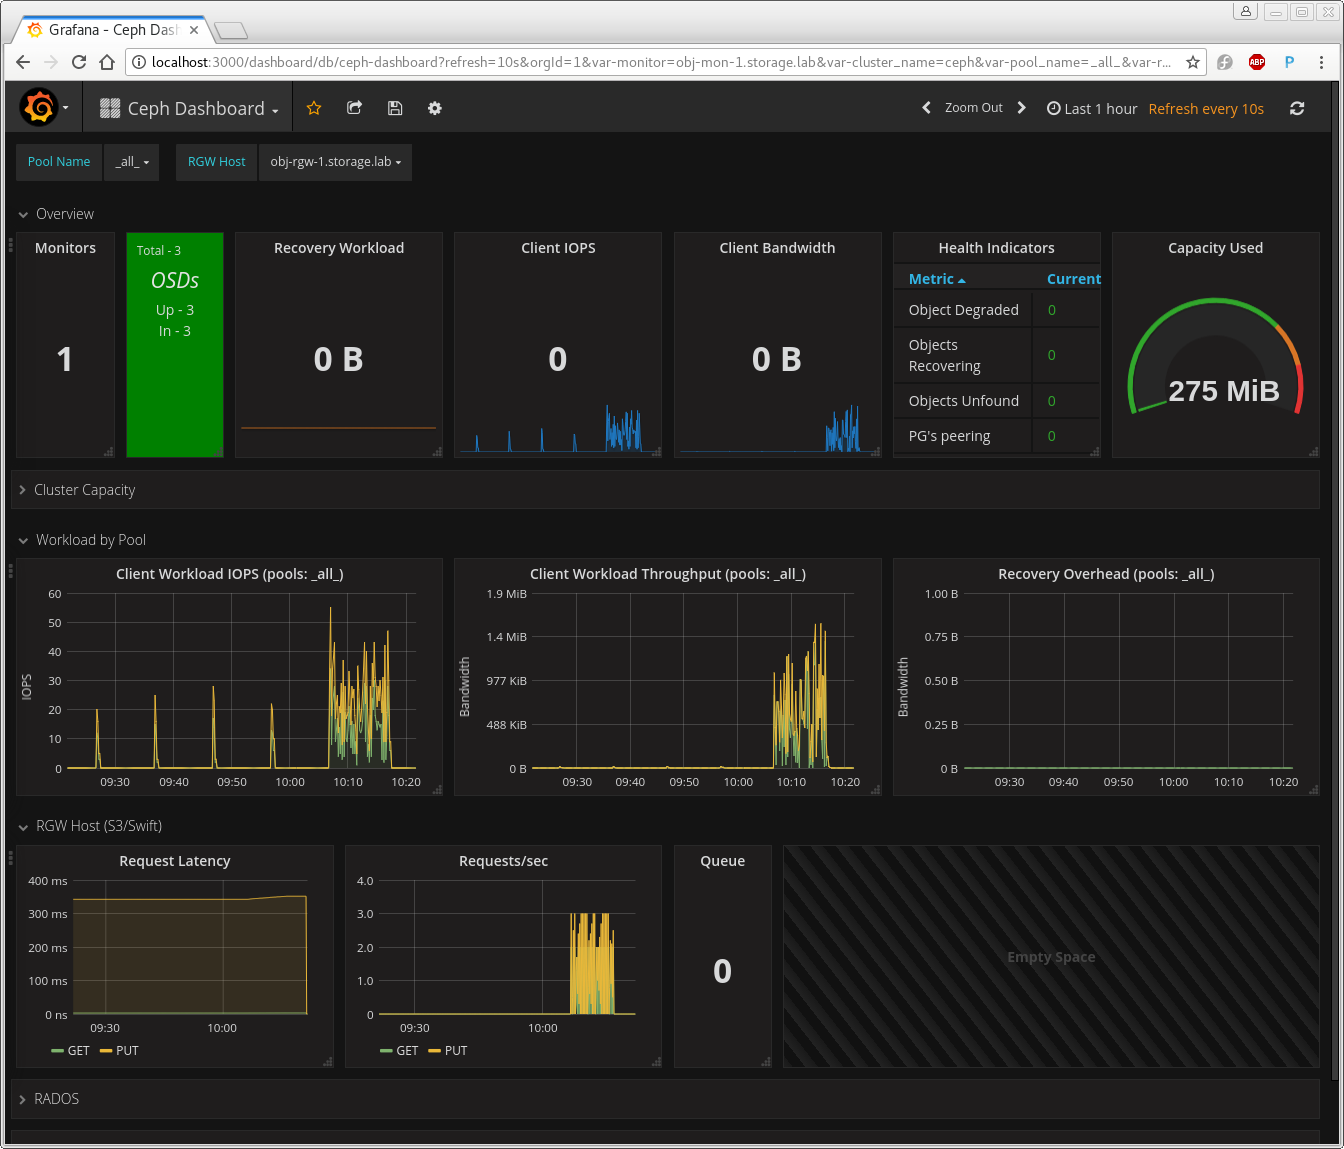 Grafana - Ceph Das
localhost:3000/dashboard/db/ceph-dashboard?refresh=10s&orgId=1&var-monitor=obj-mon-1.storage.lab&var-cluster_name=ceph&var-pool_name=_all_&var-r...
ABP
P
Ceph Dashboard
Zoom Out
Last 1 hour
Refresh every 10s
Pool Name
_all_
RGW Host
obj-rgw-1.storage.lab
Overview
Monitors
1
Total - 3
OSDs
Up - 3
In - 3
Recovery Workload
0 B
Client IOPS
0
Client Bandwidth
0 B
Health Indicators
Metric
Current
Object Degraded
0
Objects
Recovering
0
Objects Unfound
0
PG's peering
0
Capacity Used
275 MiB
Cluster Capacity
Workload by Pool
Client Workload IOPS (pools: _all_)
IOPS
60
50
40
30
20
10
0
09:30
09:40
09:50
10:00
10:10
10:20
Client Workload Throughput (pools: _all_)
Bandwidth
1.9 MiB
1.4 MiB
977 KiB
488 KiB
0 B
09:30
09:40
09:50
10:00
10:10
10:20
Recovery Overhead (pools: _all_)
Bandwidth
1.00 B
0.75 B
0.50 B
0.25 B
0 B
09:30
09:40
09:50
10:00
10:10
10:20
RGW Host (S3/Swift)
Request Latency
400 ms
300 ms
200 ms
100 ms
0 ns
09:30
10:00
GET
PUT
Requests/sec
4.0
3.0
2.0
1.0
0
09:30
10:00
GET
PUT
Queue
0
Empty Space
RADOS